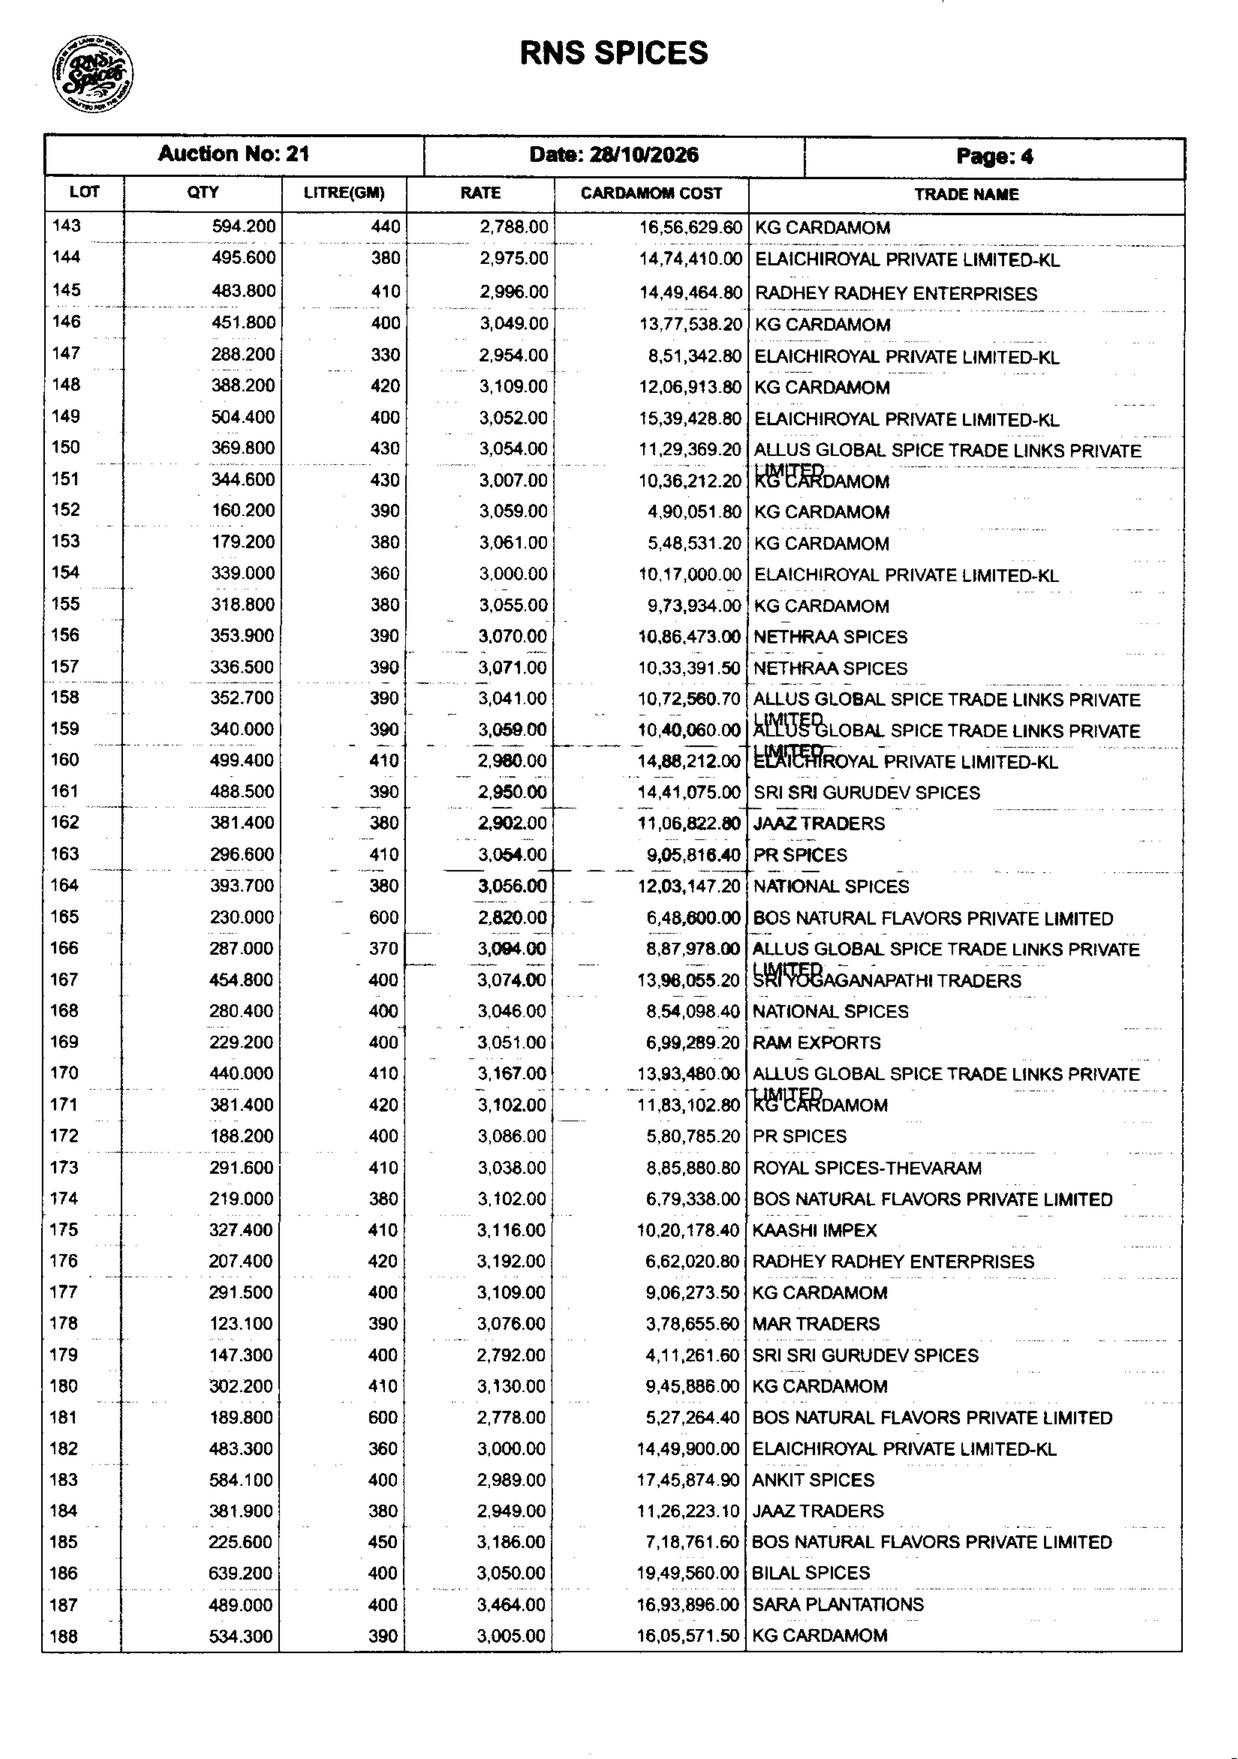 RNS SPICES
RNS
Spices
Auction No: 21 Date: 28/10/2026 Page: 4
LOT QTY LITRE(GM) RATE CARDAMOM COST TRADE NAME
143 594.200 440 2,788.00 16,56,629.60 KG CARDAMOM
144 495.600 380 2,975.00 14,74,410.00 ELAICHIROYAL PRIVATE LIMITED-KL
145 483.800 410 2,996.00 14,49,464.80 RADHEY RADHEY ENTERPRISES
146 451.800 400 3,049.00 13,77,538.20 KG CARDAMOM
147 288.200 330 2,954.00 8,51,342.80 ELAICHIROYAL PRIVATE LIMITED-KL
148 388.200 420 3,109.00 12,06,913.80 KG CARDAMOM
149 504.400 400 3,052.00 15,39,428.80 ELAICHIROYAL PRIVATE LIMITED-KL
150 369.800 430 3,054.00 11,29,369.20 ALLUS GLOBAL SPICE TRADE LINKS PRIVATE
LIMITED
151 344.600 430 3,007.00 10,36,212.20 KG CARDAMOM
152 160.200 390 3,059.00 4,90,051.80 KG CARDAMOM
153 179.200 380 3,061.00 5,48,531.20 KG CARDAMOM
154 339.000 360 3,000.00 10,17,000.00 ELAICHIROYAL PRIVATE LIMITED-KL
155 318.800 380 3,055.00 9,73,934.00 KG CARDAMOM
156 353.900 390 3,070.00 10,86,473.00 NETHRAA SPICES
157 336.500 390 3,071.00 10,33,391.50 NETHRAA SPICES
158 352.700 390 3,041.00 10,72,560.70 ALLUS GLOBAL SPICE TRADE LINKS PRIVATE
LIMITED
159 340.000 390 3,059.00 10,40,060.00 ALLUS GLOBAL SPICE TRADE LINKS PRIVATE
LIMITED
160 499.400 410 2,980.00 14,88,212.00 ELAICHIROYAL PRIVATE LIMITED-KL
161 488.500 390 2,950.00 14,41,075.00 SRI SRI GURUDEV SPICES
162 381.400 380 2,902.00 11,06,822.80 JAAZ TRADERS
163 296.600 410 3,054.00 9,05,816.40 PR SPICES
164 393.700 380 3,056.00 12,03,147.20 NATIONAL SPICES
165 230.000 600 2,820.00 6,48,600.00 BOS NATURAL FLAVORS PRIVATE LIMITED
166 287.000 370 3,094.00 8,87,978.00 ALLUS GLOBAL SPICE TRADE LINKS PRIVATE
LIMITED
167 454.800 400 3,074.00 13,98,055.20 SRI YOGAGANAPATHI TRADERS
168 280.400 400 3,046.00 8,54,098.40 NATIONAL SPICES
169 229.200 400 3,051.00 6,99,289.20 RAM EXPORTS
170 440.000 410 3,167.00 13,93,480.00 ALLUS GLOBAL SPICE TRADE LINKS PRIVATE
LIMITED
171 381.400 420 3,102.00 11,83,102.80 KG CARDAMOM
172 188.200 400 3,086.00 5,80,785.20 PR SPICES
173 291.600 410 3,038.00 8,85,880.80 ROYAL SPICES-THEVARAM
174 219.000 380 3,102.00 6,79,338.00 BOS NATURAL FLAVORS PRIVATE LIMITED
175 327.400 410 3,116.00 10,20,178.40 KAASHI IMPEX
176 207.400 420 3,192.00 6,62,020.80 RADHEY RADHEY ENTERPRISES
177 291.500 400 3,109.00 9,06,273.50 KG CARDAMOM
178 123.100 390 3,076.00 3,78,655.60 MAR TRADERS
179 147.300 400 2,792.00 4,11,261.60 SRI SRI GURUDEV SPICES
180 302.200 410 3,130.00 9,45,886.00 KG CARDAMOM
181 189.800 600 2,778.00 5,27,264.40 BOS NATURAL FLAVORS PRIVATE LIMITED
182 483.300 360 3,000.00 14,49,900.00 ELAICHIROYAL PRIVATE LIMITED-KL
183 584.100 400 2,989.00 17,45,874.90 ANKIT SPICES
184 381.900 380 2,949.00 11,26,223.10 JAAZ TRADERS
185 225.600 450 3,186.00 7,18,761.60 BOS NATURAL FLAVORS PRIVATE LIMITED
186 639.200 400 3,050.00 19,49,560.00 BILAL SPICES
187 489.000 400 3,464.00 16,93,896.00 SARA PLANTATIONS
188 534.300 390 3,005.00 16,05,571.50 KG CARDAMOM